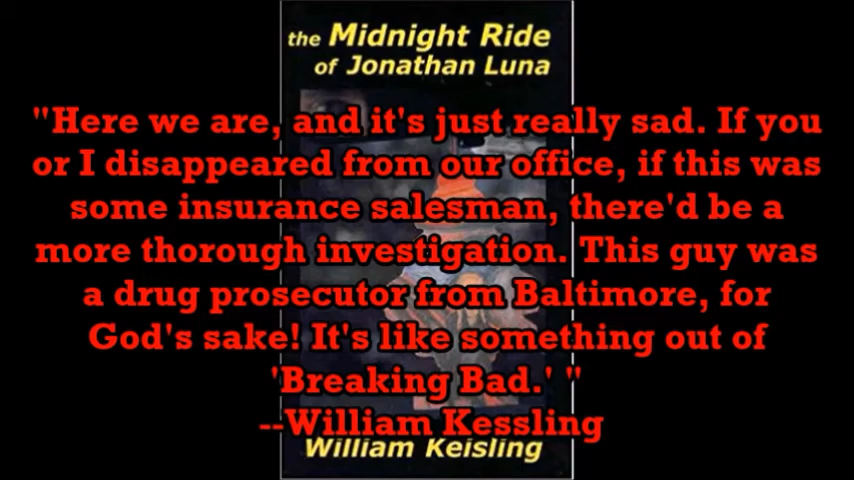 the Midnight Ride
of Jonathan Luna
"Here we are, and it's just really sad. If you
or I disappeared from our office, if this was
some insurance salesman, there'd be a
more thorough investigation. This guy was
a drug prosecutor from Baltimore, for
God's sake! It's like something out of
'Breaking Bad.' "
--William Kessling
William Keisling